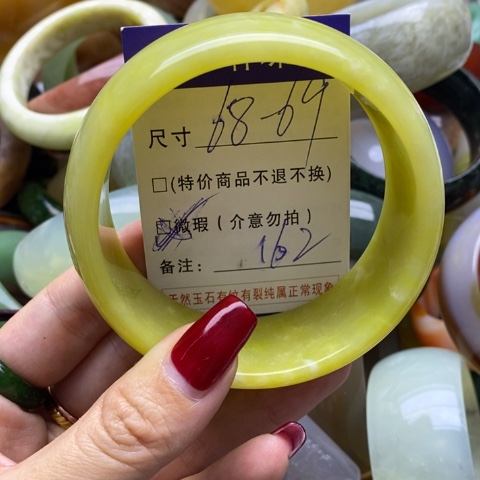 尺寸 68-69
□(特价商品不退不换)
微瑕(介意勿拍)
备注: 162
天然玉石有纹有裂纯属正常现象